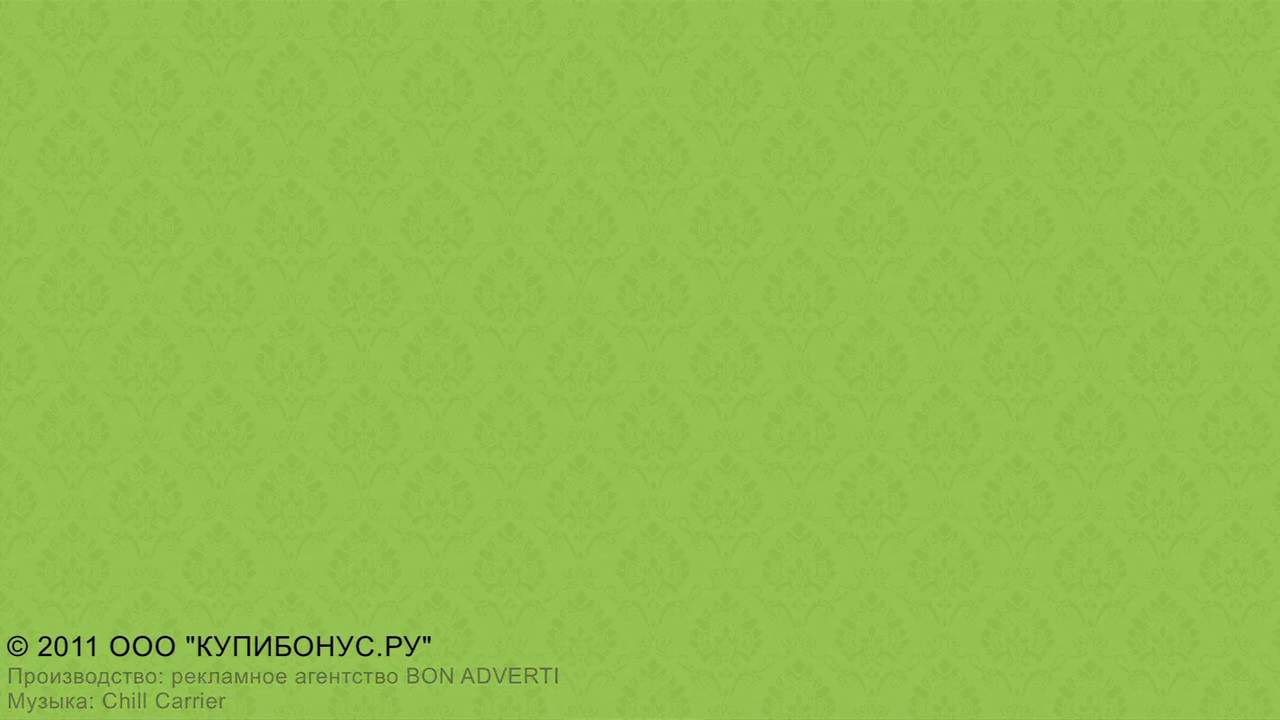 © 2011 ООО "КУПИБОНУС.РУ"
Производство: рекламное агентство BON ADVERTI
Музыка: Chill Carrier